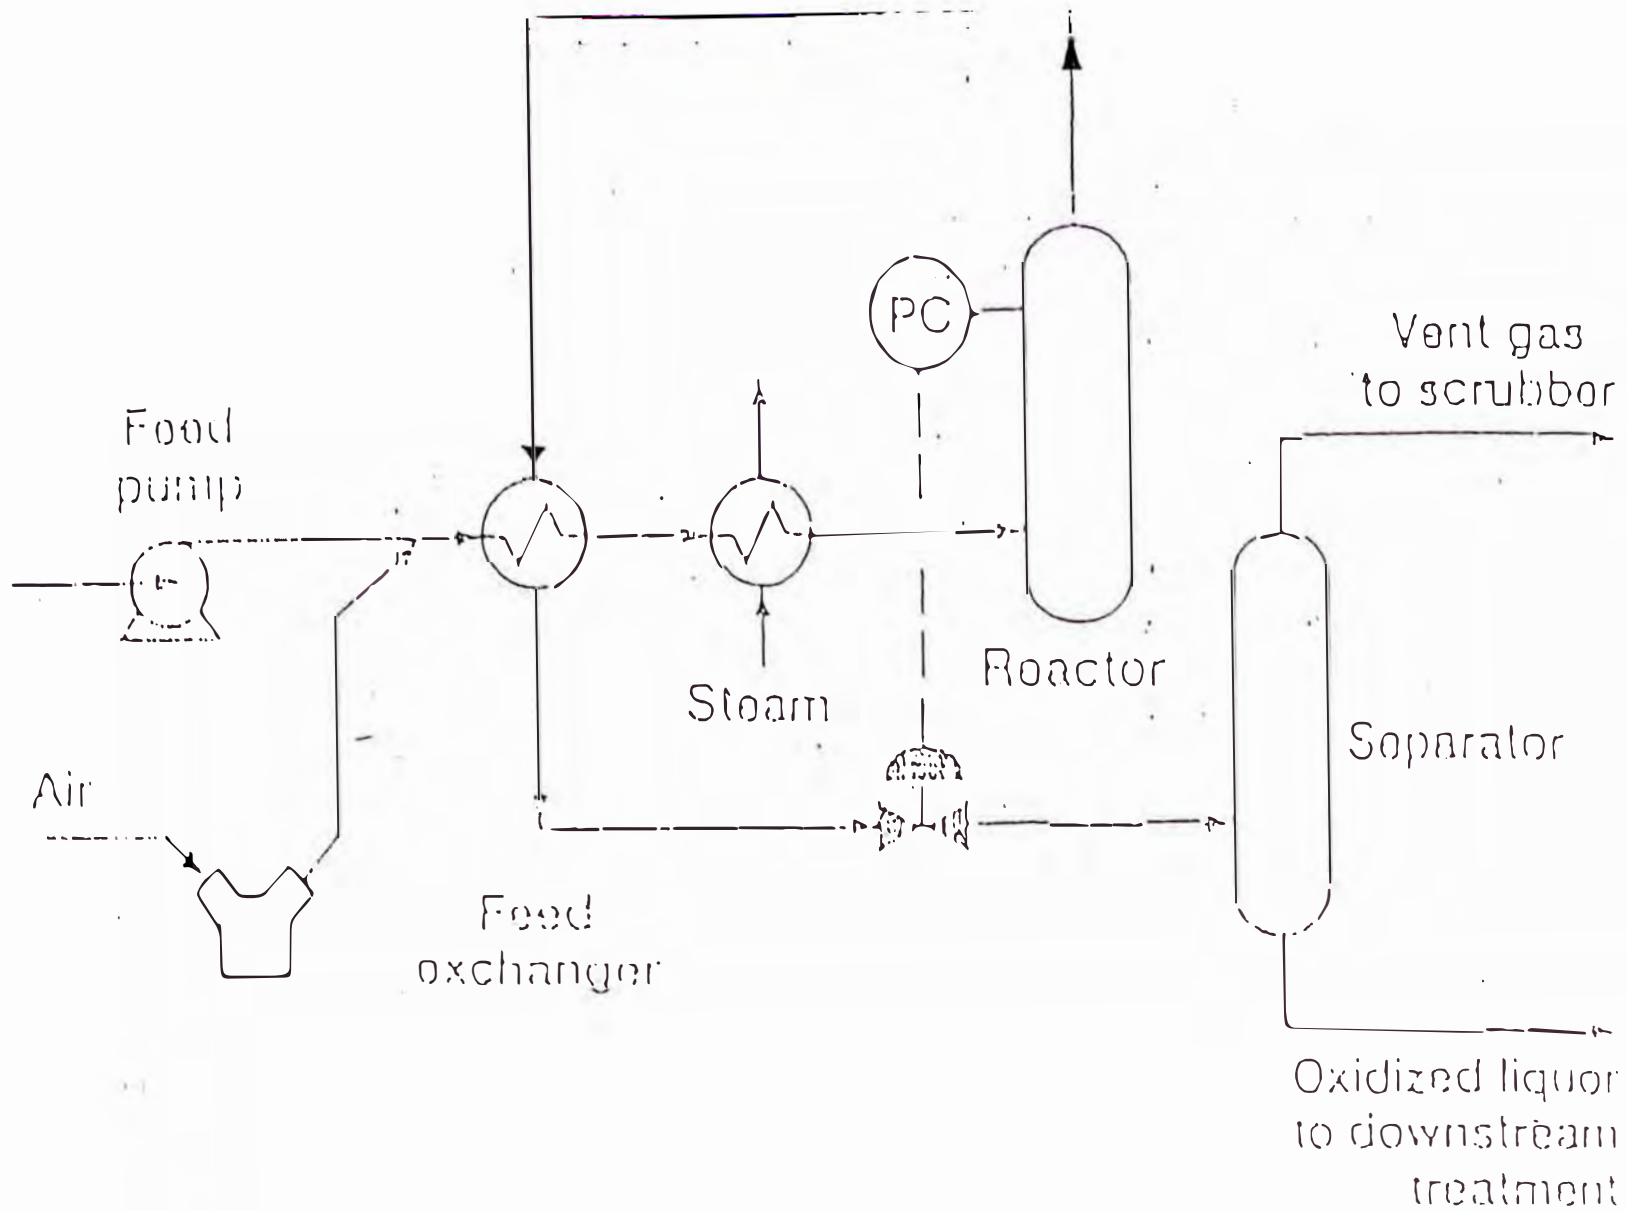 Vent gas
to scrubber
Feed
pump
PC
Reactor
Steam
Separator
Air
Feed
exchanger
Oxidized liquor
to downstream
treatment